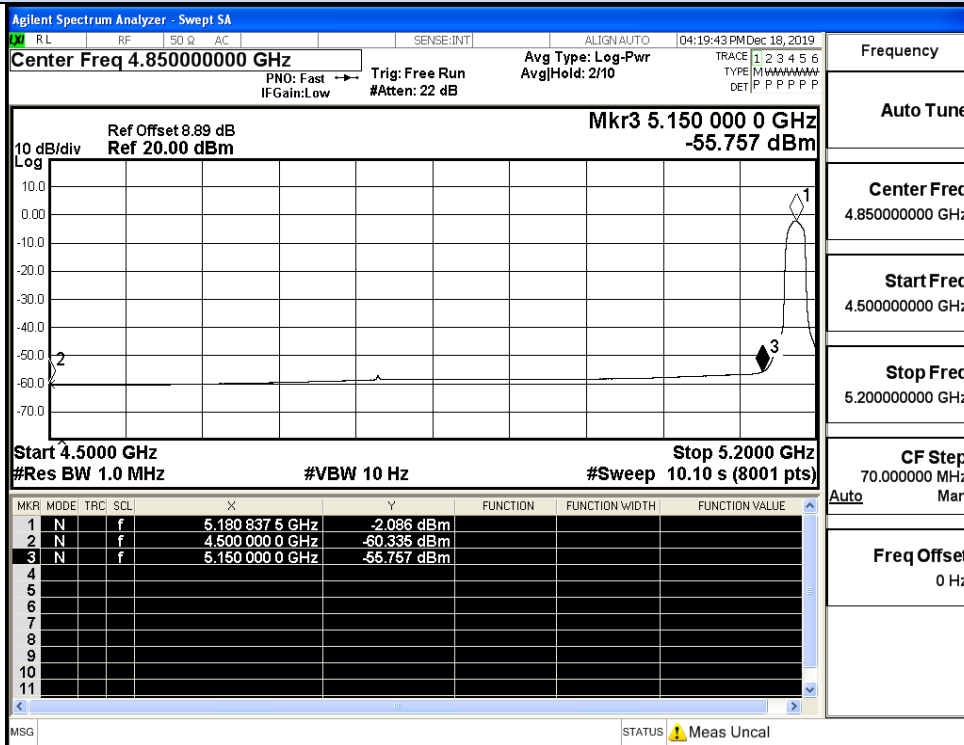 Agilent Spectrum Analyzer - Swept SA
LXI RL RF 50 Ω AC SENSE:INT ALIGN AUTO 04:19:43 PM Dec 18, 2019
Center Freq 4.850000000 GHz
PNO: Fast
IFGain:Low
Trig: Free Run
#Atten: 22 dB
Avg Type: Log-Pwr
Avg|Hold: 2/10
TRACE 1 2 3 4 5 6
TYPE M WWWWW
DET P P P P P P
Frequency
Auto Tune
Center Freq
4.850000000 GHz
Start Freq
4.500000000 GHz
Stop Freq
5.200000000 GHz
CF Step
70.000000 MHz
Auto Man
Freq Offset
0 Hz
Mkr3 5.150 000 0 GHz
-55.757 dBm
Ref Offset 8.89 dB
10 dB/div Ref 20.00 dBm
Log
10.0
0.00
-10.0
-20.0
-30.0
-40.0
-50.0
-60.0
-70.0
1
2
3
Start 4.5000 GHz Stop 5.2000 GHz
#Res BW 1.0 MHz #VBW 10 Hz #Sweep 10.10 s (8001 pts)
MKR MODE TRC SCL X Y FUNCTION FUNCTION WIDTH FUNCTION VALUE
1 N f 5.180 837 5 GHz -2.086 dBm
2 N f 4.500 000 0 GHz -60.335 dBm
3 N f 5.150 000 0 GHz -55.757 dBm
4
5
6
7
8
9
10
11
MSG STATUS Meas Uncal